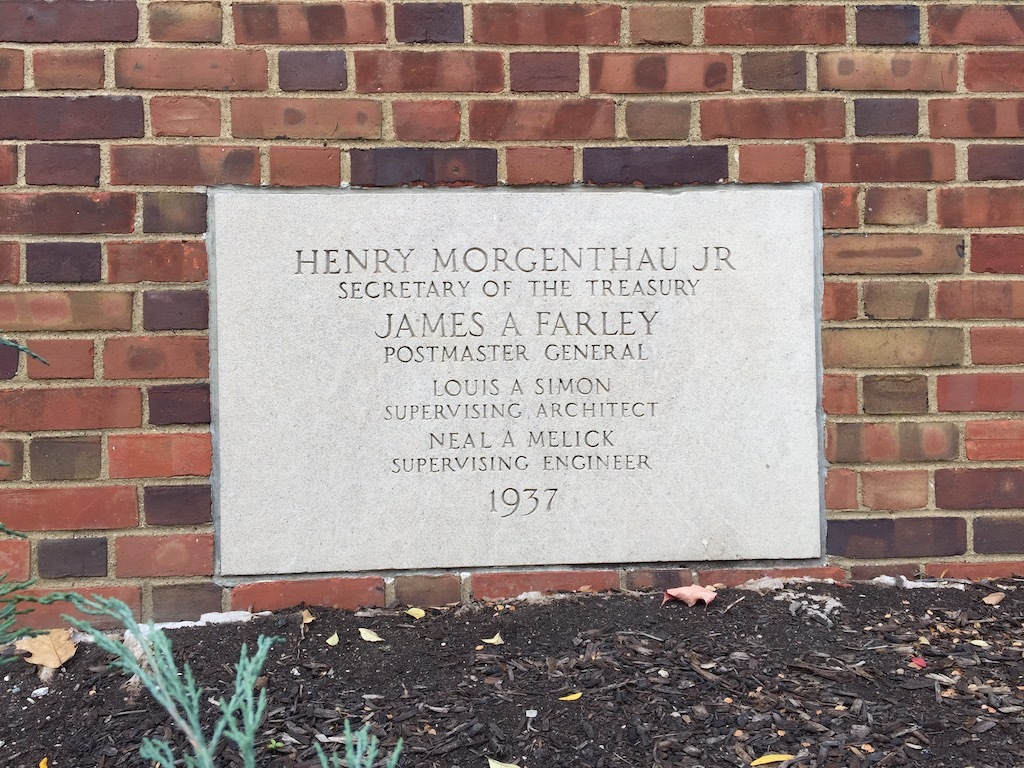 HENRY MORGENTHAU JR
SECRETARY OF THE TREASURY
JAMES A FARLEY
POSTMASTER GENERAL
LOUIS A SIMON
SUPERVISING ARCHITECT
NEAL A MELICK
SUPERVISING ENGINEER
1937